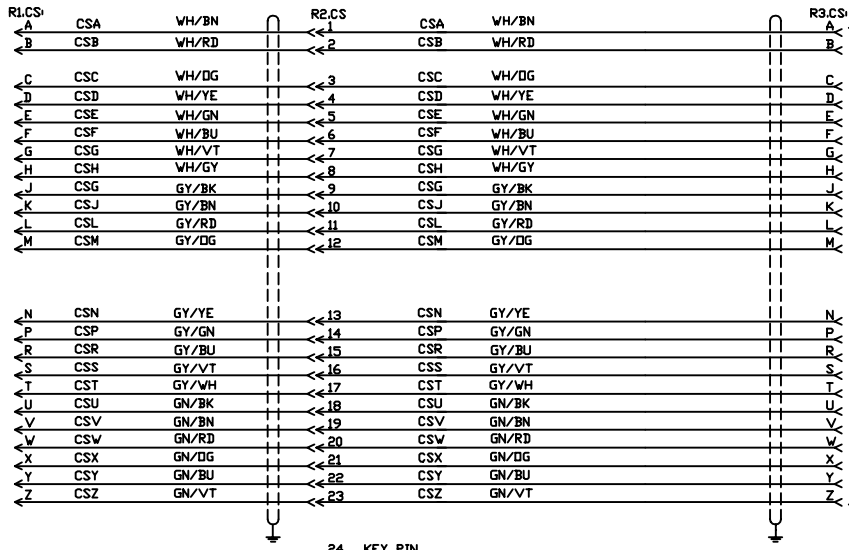 R1.CS R2.CS R3.CS
A CSA WH/BN 1 CSA WH/BN A
B CSB WH/RD 2 CSB WH/RD B
C CSC WH/OG 3 CSC WH/OG C
D CSD WH/YE 4 CSD WH/YE D
E CSE WH/GN 5 CSE WH/GN E
F CSF WH/BU 6 CSF WH/BU F
G CSG WH/VT 7 CSG WH/VT G
H CSH WH/GY 8 CSH WH/GY H
J CSG GY/BK 9 CSG GY/BK J
K CSJ GY/BN 10 CSJ GY/BN K
L CSL GY/RD 11 CSL GY/RD L
M CSM GY/OG 12 CSM GY/OG M
N CSN GY/YE 13 CSN GY/YE N
P CSP GY/GN 14 CSP GY/GN P
R CSR GY/BU 15 CSR GY/BU R
S CSS GY/VT 16 CSS GY/VT S
T CST GY/WH 17 CST GY/WH T
U CSU GN/BK 18 CSU GN/BK U
V CSV GN/BN 19 CSV GN/BN V
W CSW GN/RD 20 CSW GN/RD W
X CSX GN/OG 21 CSX GN/OG X
Y CSY GN/BU 22 CSY GN/BU Y
Z CSZ GN/VT 23 CSZ GN/VT Z
24 KEY PIN